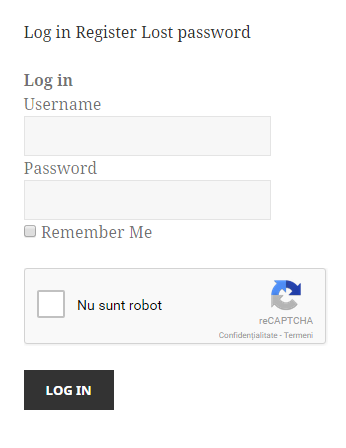 Log in Register Lost password
Log in
Username
Password
Remember Me
Nu sunt robot
reCAPTCHA
Confidențialitate - Termeni
LOG IN